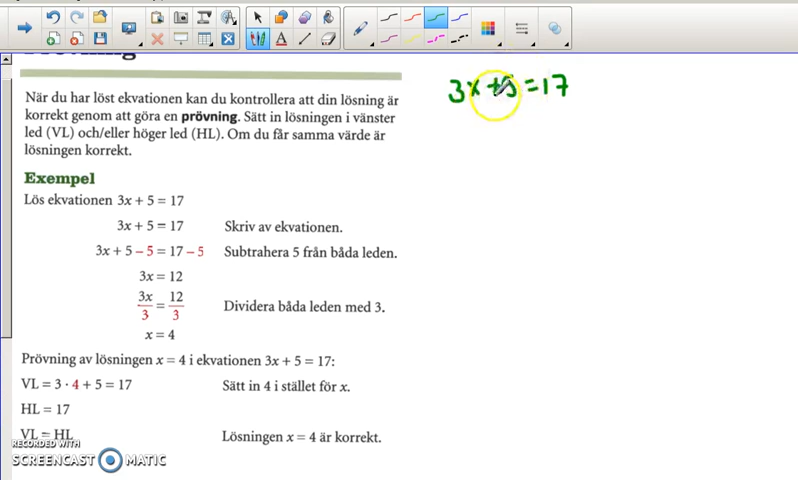 3x + 5 = 17
När du har löst ekvationen kan du kontrollera att din lösning är
korrekt genom att göra en prövning. Sätt in lösningen i vänster
led (VL) och/eller höger led (HL). Om du får samma värde är
lösningen korrekt.
Exempel
Lös ekvationen 3x + 5 = 17
3x + 5 = 17 Skriv av ekvationen.
3x + 5 – 5 = 17 – 5 Subtrahera 5 från båda leden.
3x = 12
3x/3 = 12/3 Dividera båda leden med 3.
x = 4
Prövning av lösningen x = 4 i ekvationen 3x + 5 = 17:
VL = 3 · 4 + 5 = 17 Sätt in 4 i stället för x.
HL = 17
VL = HL Lösningen x = 4 är korrekt.
RECORDED WITH
SCREENCAST MATIC